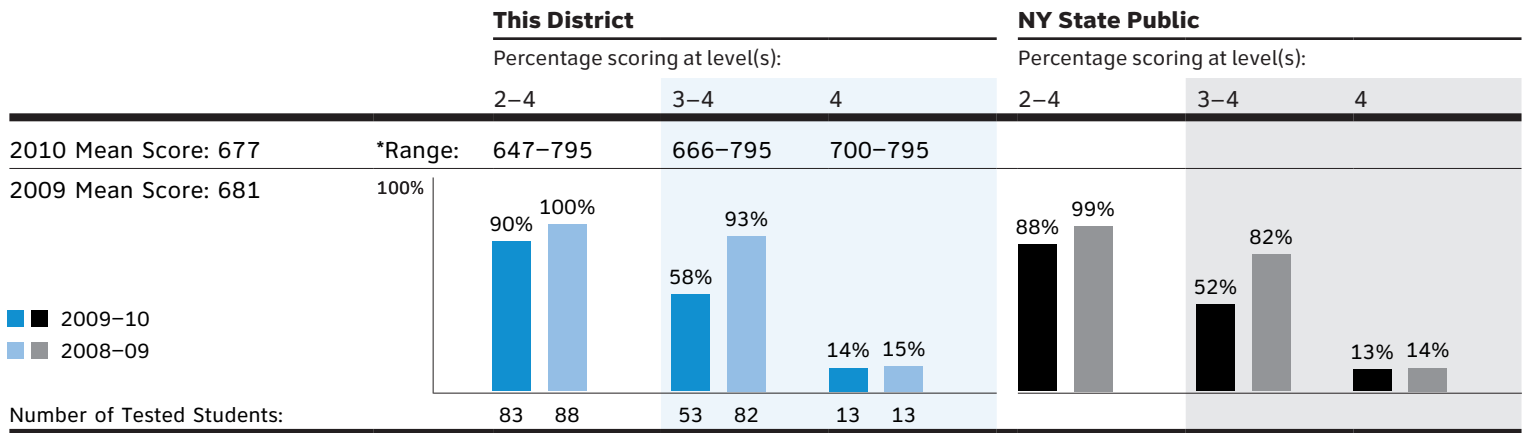 This District NY State Public
Percentage scoring at level(s): Percentage scoring at level(s):
2–4 3–4 4 2–4 3–4 4
2010 Mean Score: 677 *Range: 647–795 666–795 700–795
2009 Mean Score: 681 100%
90% 100% 58% 93% 14% 15% 88% 99% 52% 82% 13% 14%
2009–10
2008–09
Number of Tested Students: 83 88 53 82 13 13